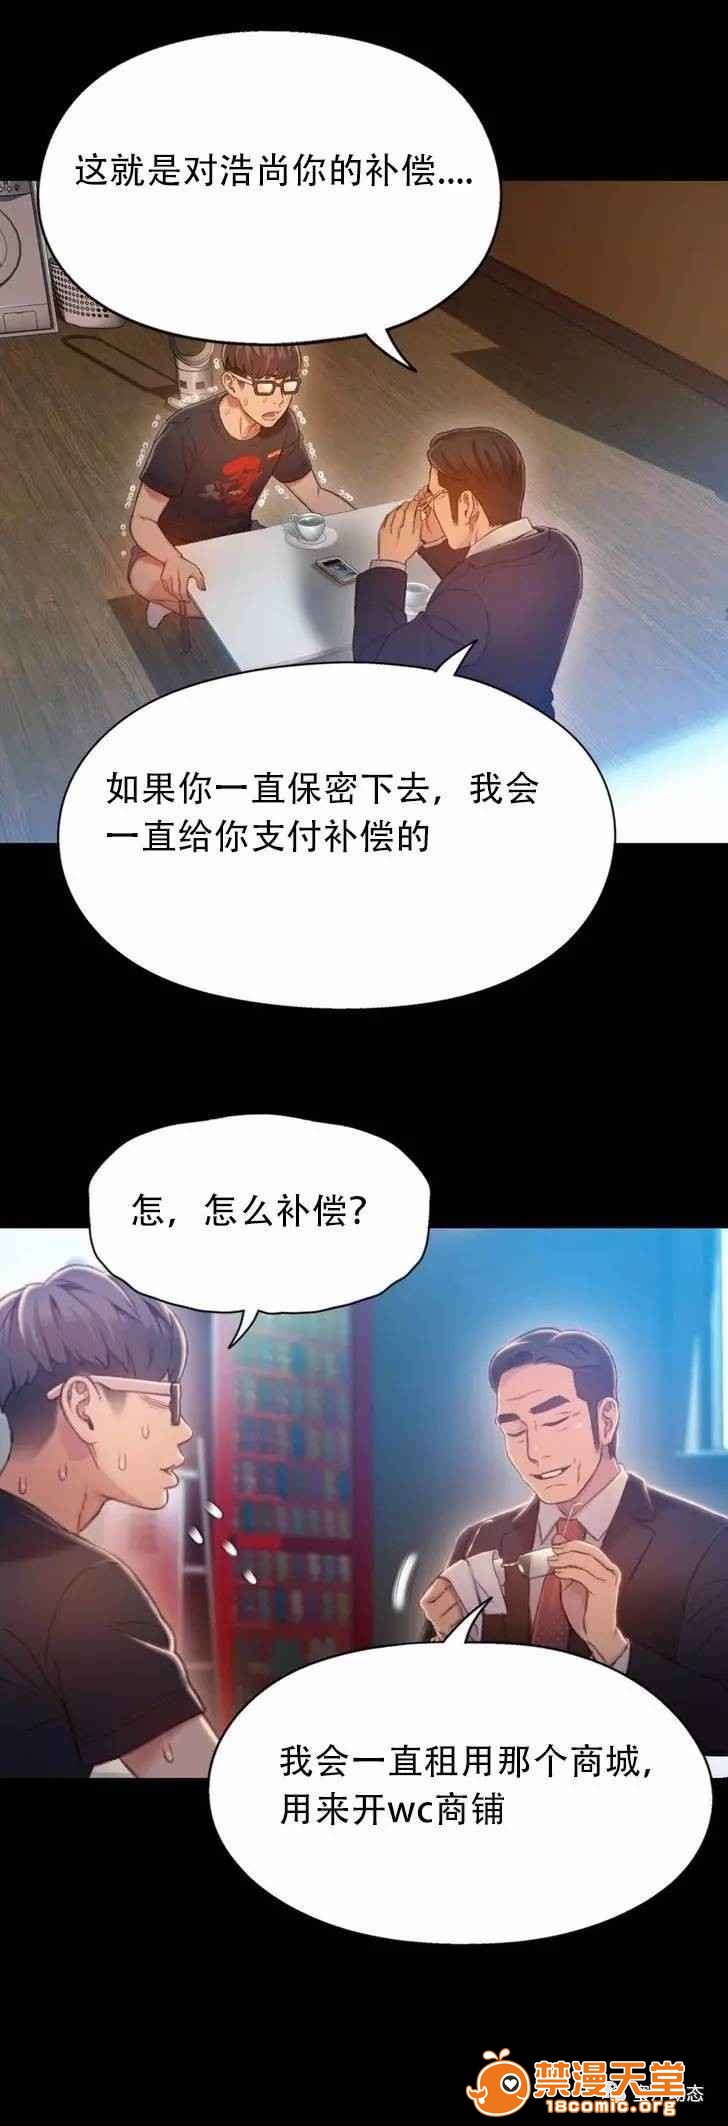 这就是对浩尚你的补偿....
如果你一直保密下去，我会
一直给你支付补偿的
怎，怎么补偿？
我会一直租用那个商城，
用来开wc商铺
禁漫天堂
18comic.org